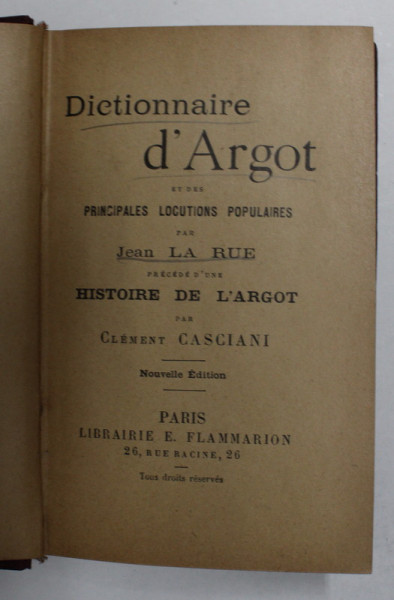 Dictionnaire
d'Argot
ET DES
PRINCIPALES LOCUTIONS POPULAIRES
PAR
Jean LA RUE
PRÉCÉDÉ D'UNE
HISTOIRE DE L'ARGOT
PAR
CLÉMENT CASCIANI
Nouvelle Édition
PARIS
LIBRAIRIE E. FLAMMARION
26, RUE RACINE, 26
Tous droits réservés